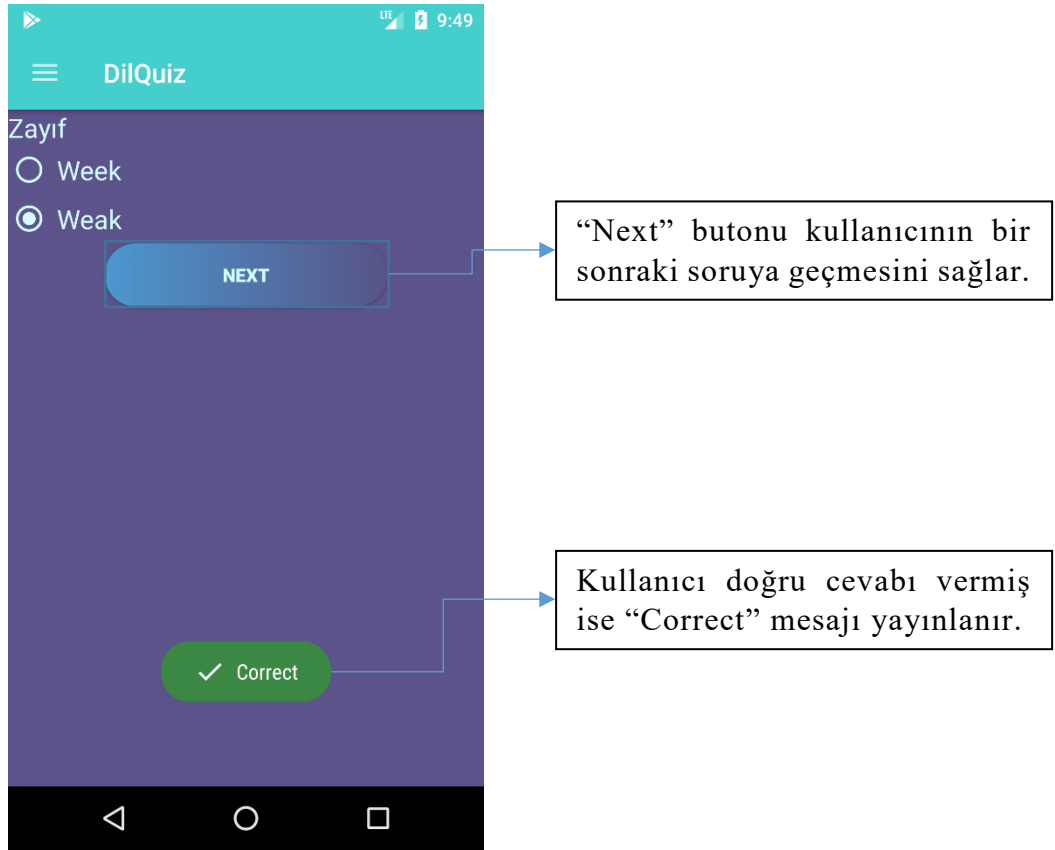 LTE 9:49
DilQuiz
Zayıf
Week
Weak
NEXT
“Next” butonu kullanıcının bir
sonraki soruya geçmesini sağlar.
Kullanıcı doğru cevabı vermiş
ise “Correct” mesajı yayınlanır.
Correct